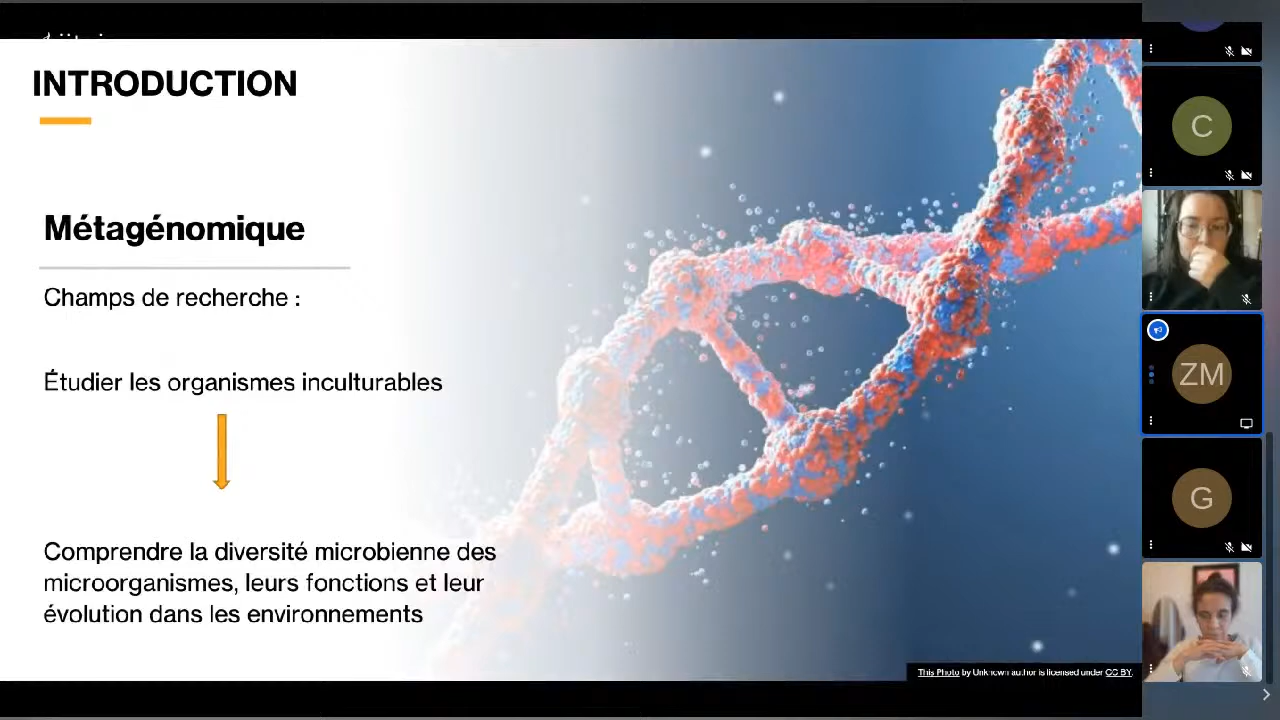 INTRODUCTION
Métagénomique
Champs de recherche :
Étudier les organismes inculturables
Comprendre la diversité microbienne des
microorganismes, leurs fonctions et leur
évolution dans les environnements
This Photo by Unknown author is licensed under CC BY.
C
ZM
G